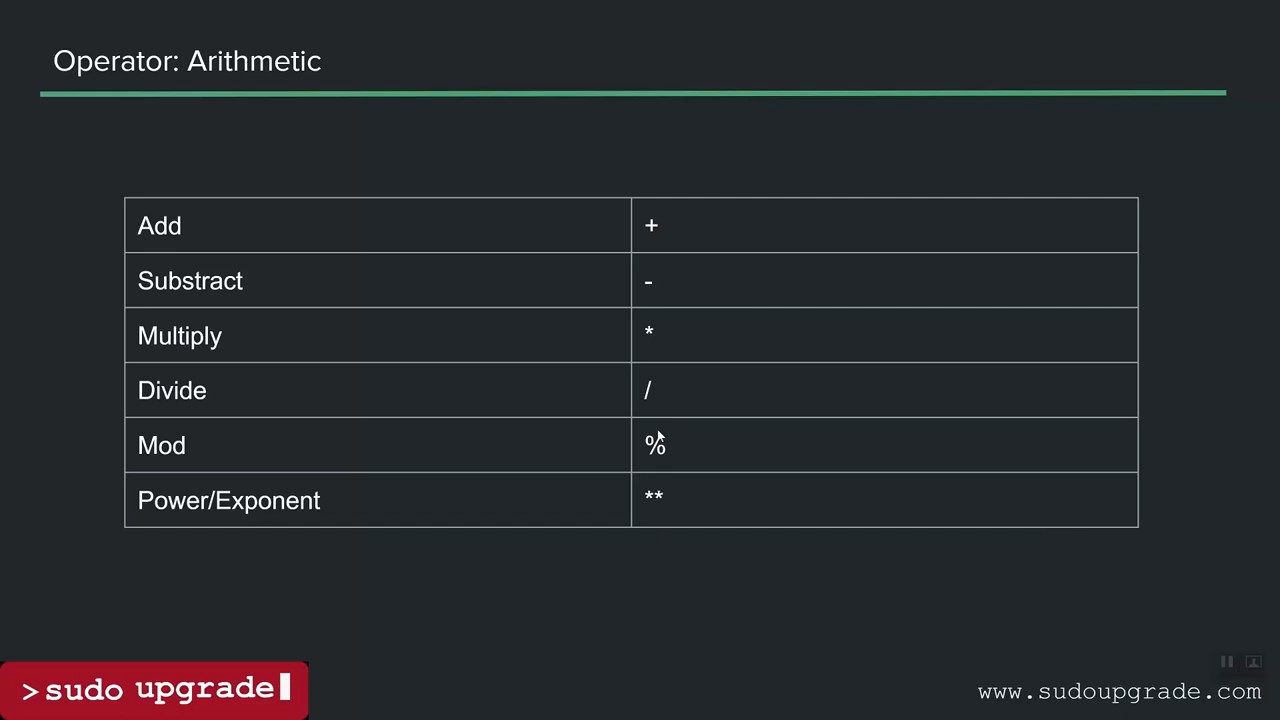 Operator: Arithmetic
Add +
Substract -
Multiply *
Divide /
Mod %
Power/Exponent **
>sudo upgrade
www.sudoupgrade.com